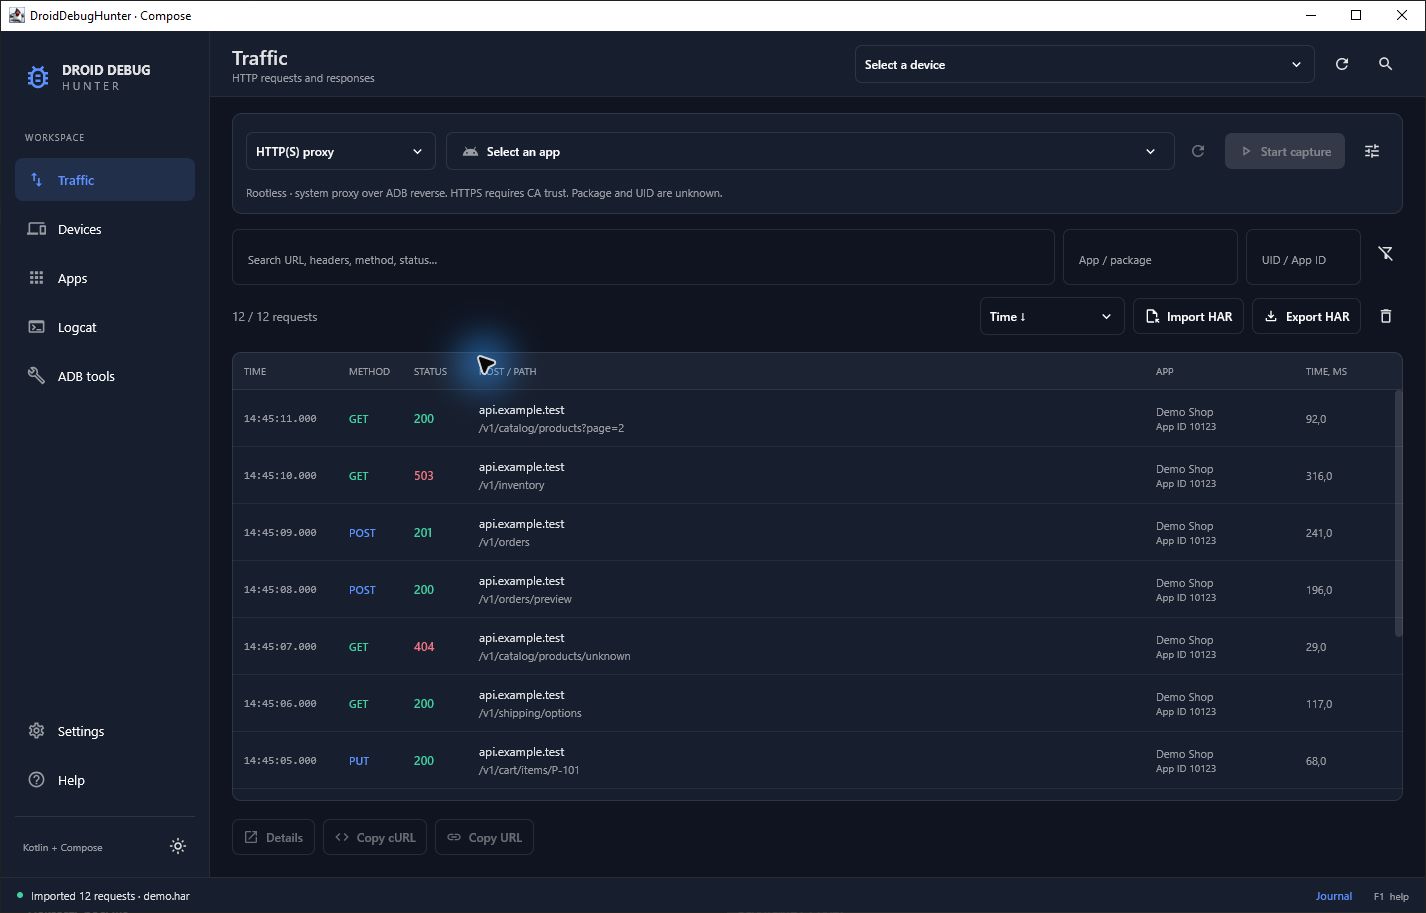 DroidDebugHunter · Compose
DROID DEBUG
HUNTER
WORKSPACE
Traffic
Devices
Apps
Logcat
ADB tools
Settings
Help
Kotlin + Compose
Traffic
HTTP requests and responses
Select a device
HTTP(S) proxy
Select an app
Start capture
Rootless · system proxy over ADB reverse. HTTPS requires CA trust. Package and UID are unknown.
Search URL, headers, method, status...
App / package
UID / App ID
12 / 12 requests
Time ↓
Import HAR
Export HAR
TIME METHOD STATUS / PATH APP TIME, MS
14:45:11.000 GET 200 api.example.test Demo Shop 92,0
/v1/catalog/products?page=2 App ID 10123
14:45:10.000 GET 503 api.example.test Demo Shop 316,0
/v1/inventory App ID 10123
14:45:09.000 POST 201 api.example.test Demo Shop 241,0
/v1/orders App ID 10123
14:45:08.000 POST 200 api.example.test Demo Shop 196,0
/v1/orders/preview App ID 10123
14:45:07.000 GET 404 api.example.test Demo Shop 29,0
/v1/catalog/products/unknown App ID 10123
14:45:06.000 GET 200 api.example.test Demo Shop 117,0
/v1/shipping/options App ID 10123
14:45:05.000 PUT 200 api.example.test Demo Shop 68,0
/v1/cart/items/P-101 App ID 10123
Details
Copy cURL
Copy URL
Imported 12 requests · demo.har
Journal
F1 help